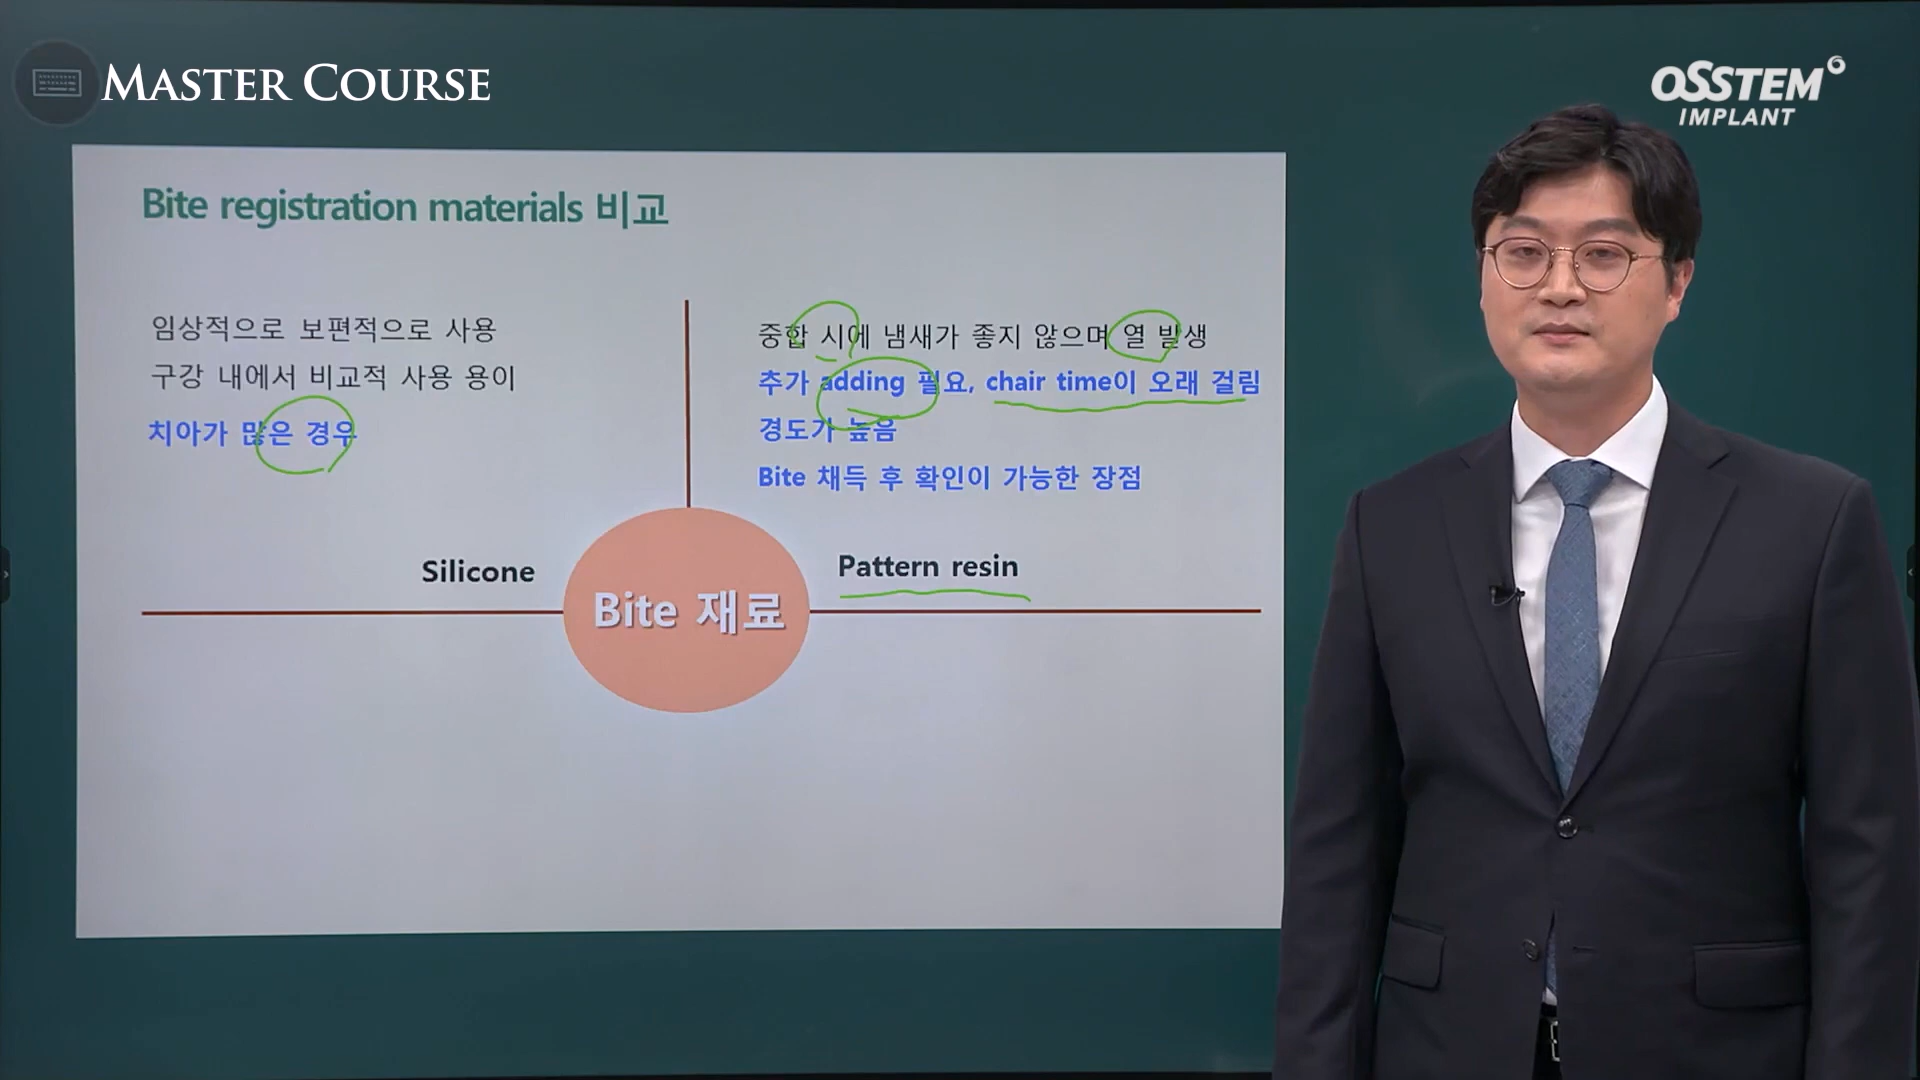 MASTER COURSE
OSSTEM
IMPLANT
Bite registration materials 비교
임상적으로 보편적으로 사용
구강 내에서 비교적 사용 용이
치아가 많은 경우
중합 시에 냄새가 좋지 않으며 열 발생
추가 adding 필요, chair time이 오래 걸림
경도가 높음
Bite 채득 후 확인이 가능한 장점
Silicone
Pattern resin
Bite 재료